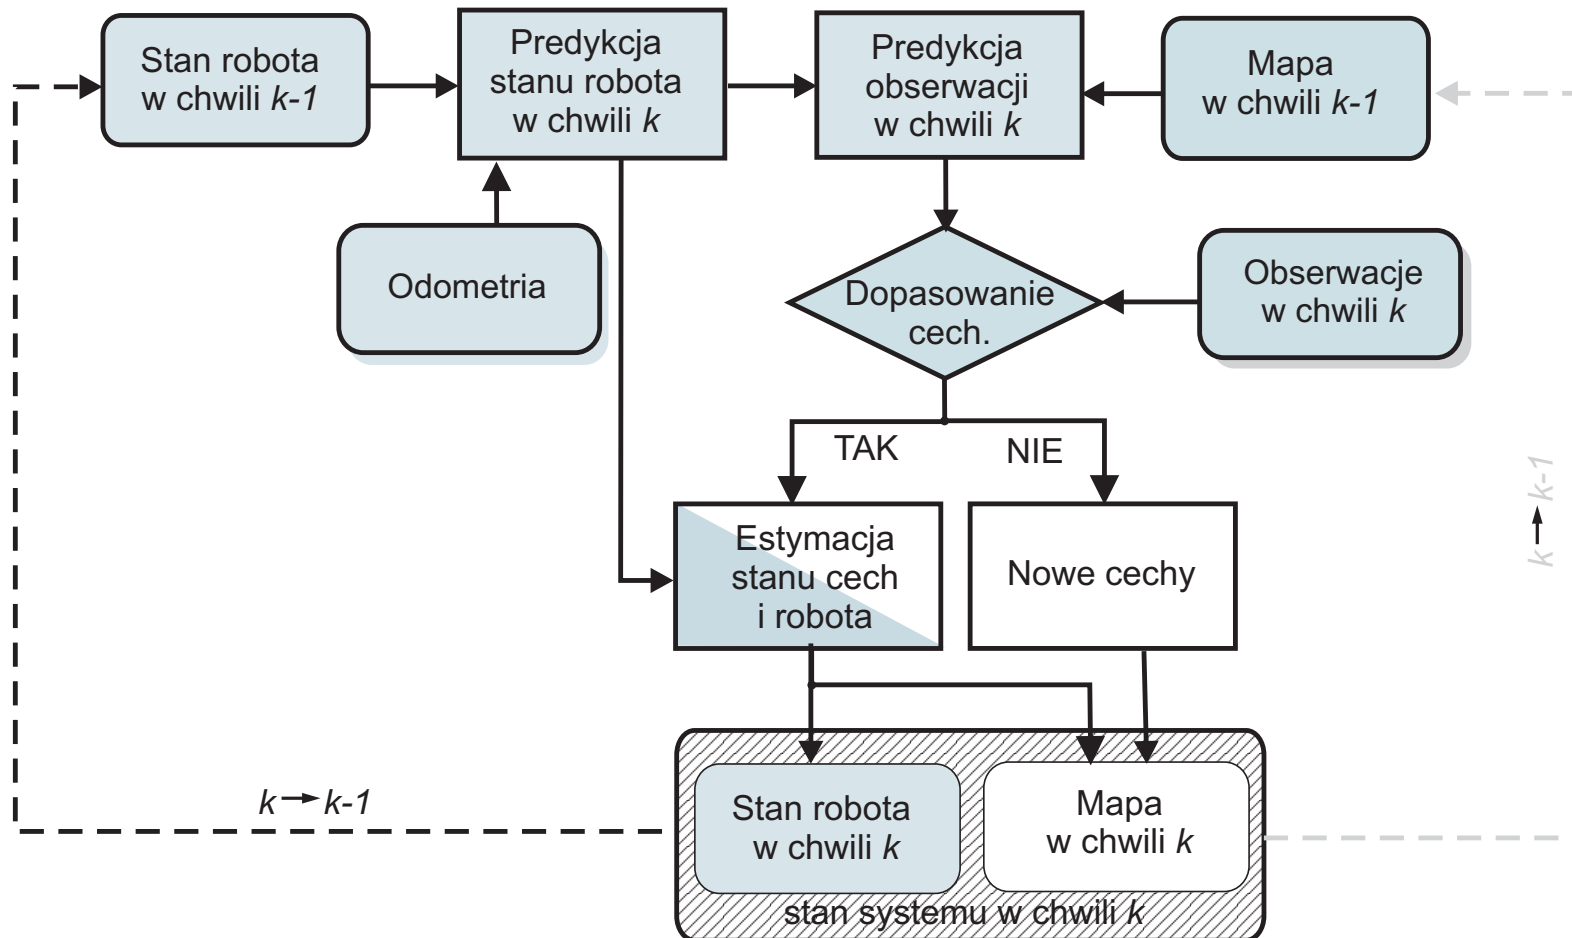 Stan robota
w chwili k-1
Predykcja
stanu robota
w chwili k
Predykcja
obserwacji
w chwili k
Mapa
w chwili k-1
Odometria
Dopasowanie
cech.
Obserwacje
w chwili k
TAK
NIE
Estymacja
stanu cech
i robota
Nowe cechy
k→k-1
k→k-1
Stan robota
w chwili k
Mapa
w chwili k
stan systemu w chwili k